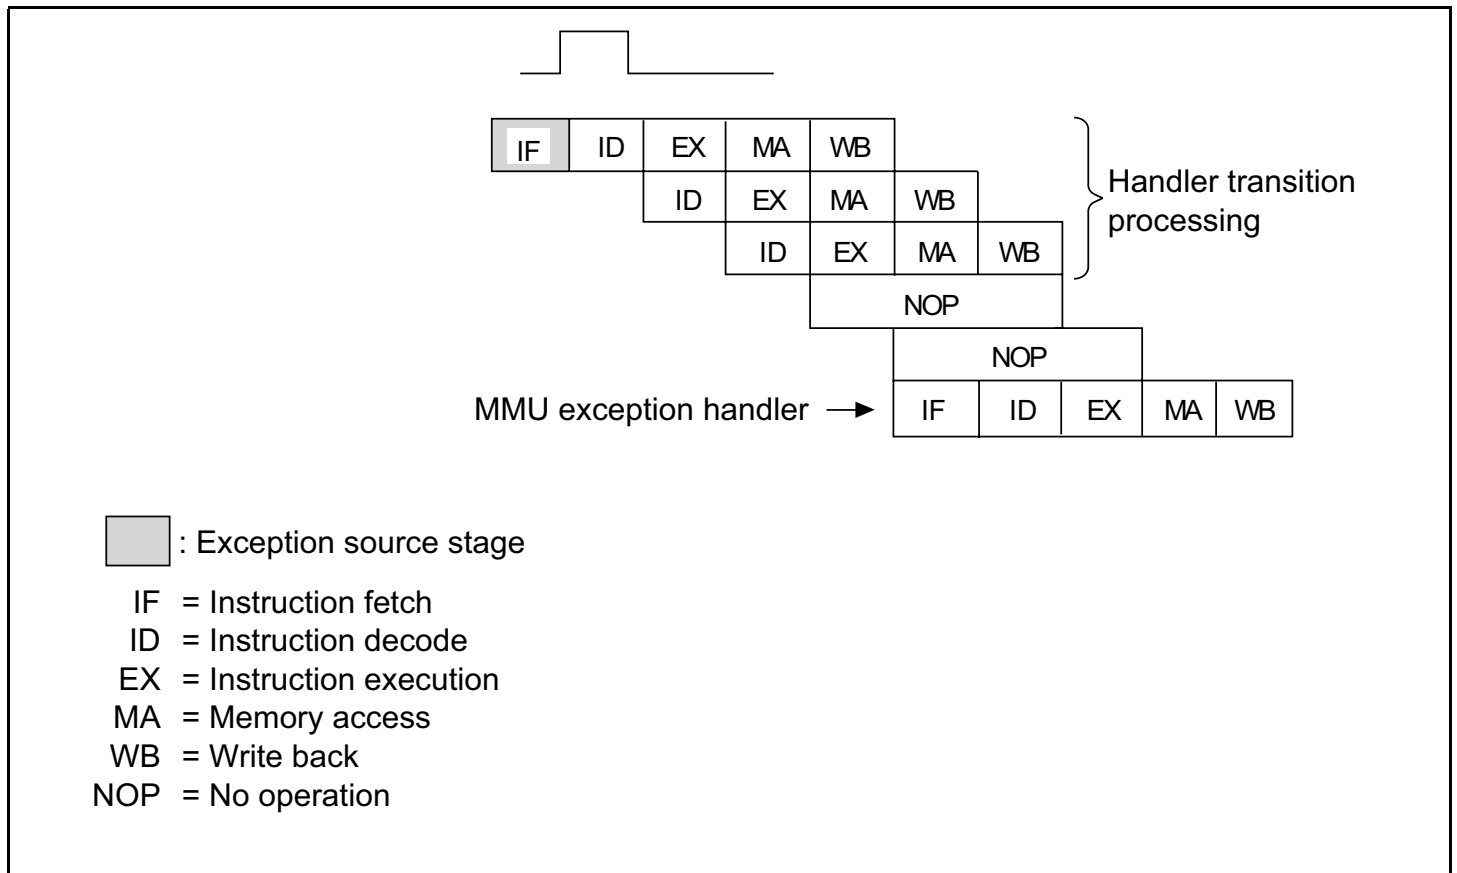 IF ID EX MA WB
ID EX MA WB
Handler transition
processing
ID EX MA WB
NOP
NOP
MMU exception handler IF ID EX MA WB
: Exception source stage
IF = Instruction fetch
ID = Instruction decode
EX = Instruction execution
MA = Memory access
WB = Write back
NOP = No operation